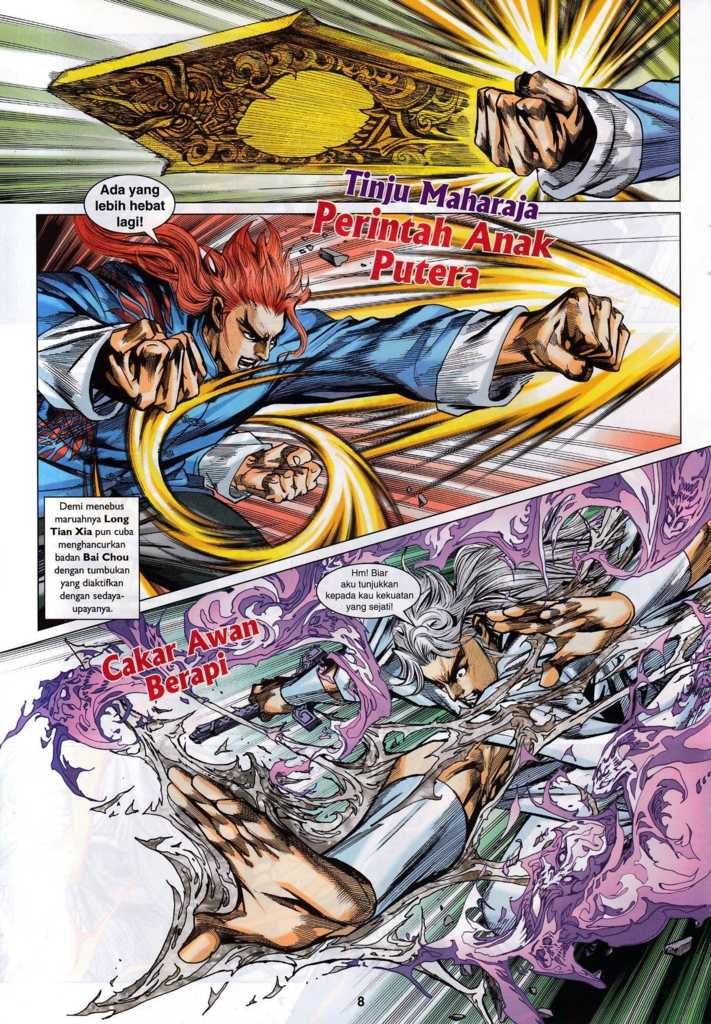 Ada yang
lebih hebat
lagi!
Tinju Maharaja
Perintah Anak
Putera
Demi menebus
maruahnya Long
Tian Xia pun cuba
menghancurkan
badan Bai Chou
dengan tumbukan
yang diaktifkan
dengan sedaya-
upayanya.
Hm! Biar
aku tunjukkan
kepada kau kekuatan
yang sejati!
Cakar Awan
Berapi
8